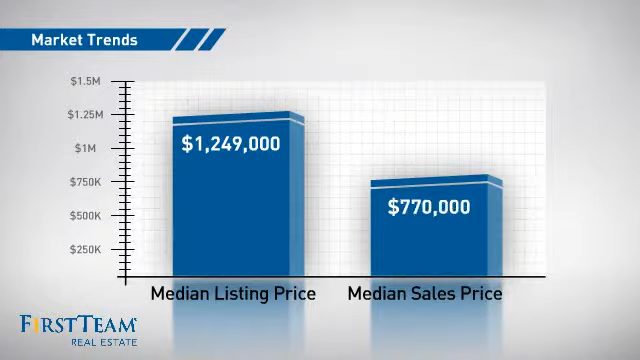 Market Trends
$1.5M
$1.25M
$1M
$750K
$500K
$250K
$1,249,000
$770,000
Median Listing Price
Median Sales Price
FIRSTTEAM®
REAL ESTATE